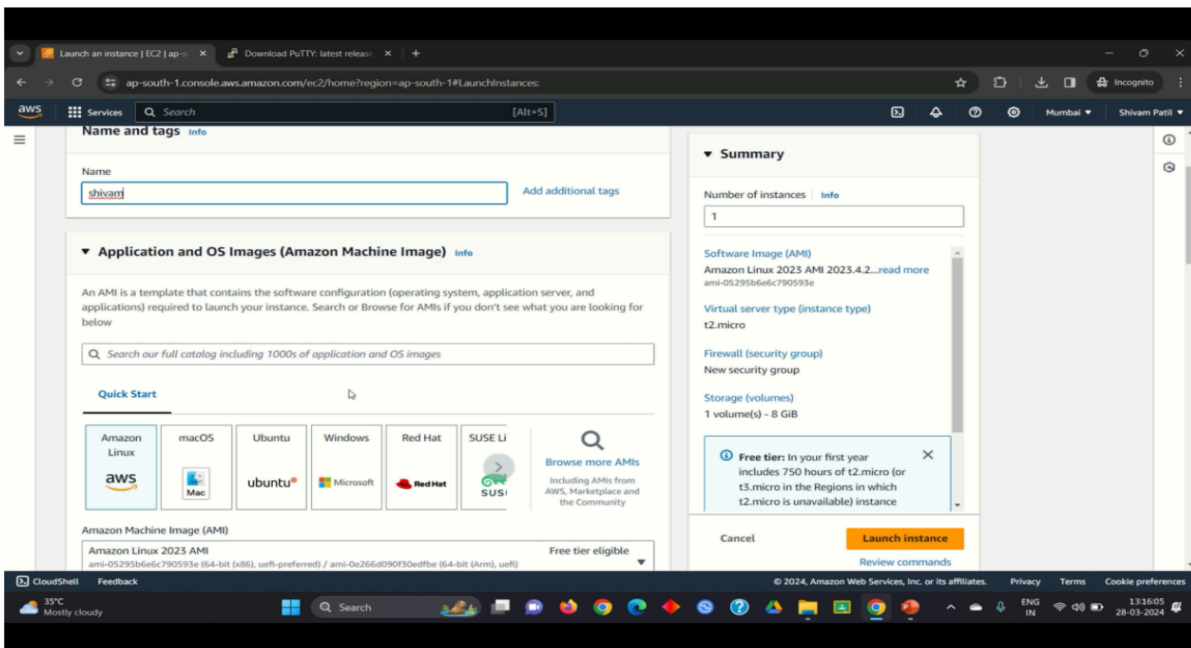 Launch an instance | EC2 | ap-s
Download PuTTY: latest release
ap-south-1.console.aws.amazon.com/ec2/home?region=ap-south-1#LaunchInstances:
Incognito
aws
Services
Search
[Alt+S]
Mumbai
Shivam Patil
Name and tags Info
Name
shivam
Add additional tags
Application and OS Images (Amazon Machine Image) Info
An AMI is a template that contains the software configuration (operating system, application server, and
applications) required to launch your instance. Search or Browse for AMIs if you don't see what you are looking for
below
Search our full catalog including 1000s of application and OS images
Quick Start
Amazon
Linux
aws
macOS
Mac
Ubuntu
ubuntu
Windows
Microsoft
Red Hat
Red Hat
SUSE Li
SUS
Browse more AMIs
Including AMIs from
AWS, Marketplace and
the Community
Amazon Machine Image (AMI)
Amazon Linux 2023 AMI
Free tier eligible
ami-05295b6e6c790593e (64-bit (x86), uefi-preferred) / ami-0e266d090f30edfbe (64-bit (Arm), uefi)
Summary
Number of instances Info
1
Software Image (AMI)
Amazon Linux 2023 AMI 2023.4.2...read more
ami-05295b6e6c790593e
Virtual server type (instance type)
t2.micro
Firewall (security group)
New security group
Storage (volumes)
1 volume(s) - 8 GiB
Free tier: In your first year
includes 750 hours of t2.micro (or
t3.micro in the Regions in which
t2.micro is unavailable) instance
Cancel
Launch instance
Review commands
CloudShell
Feedback
© 2024, Amazon Web Services, Inc. or its affiliates.
Privacy
Terms
Cookie preferences
35°C
Mostly cloudy
Search
ENG
IN
13:16:05
28-03-2024